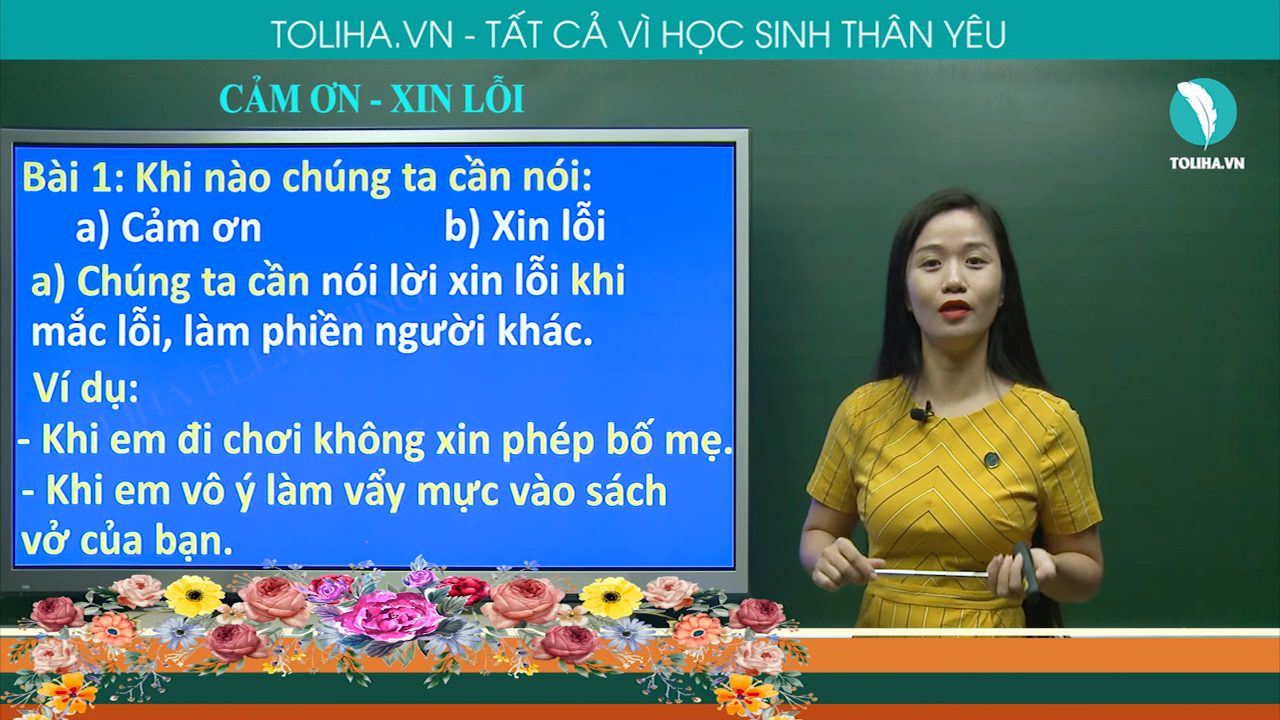 TOLIHA.VN - TẤT CẢ VÌ HỌC SINH THÂN YÊU
CẢM ƠN - XIN LỖI
TOLIHA.VN
Bài 1: Khi nào chúng ta cần nói:
a) Cảm ơn b) Xin lỗi
a) Chúng ta cần nói lời xin lỗi khi
mắc lỗi, làm phiền người khác.
Ví dụ:
- Khi em đi chơi không xin phép bố mẹ.
- Khi em vô ý làm vẩy mực vào sách
vở của bạn.